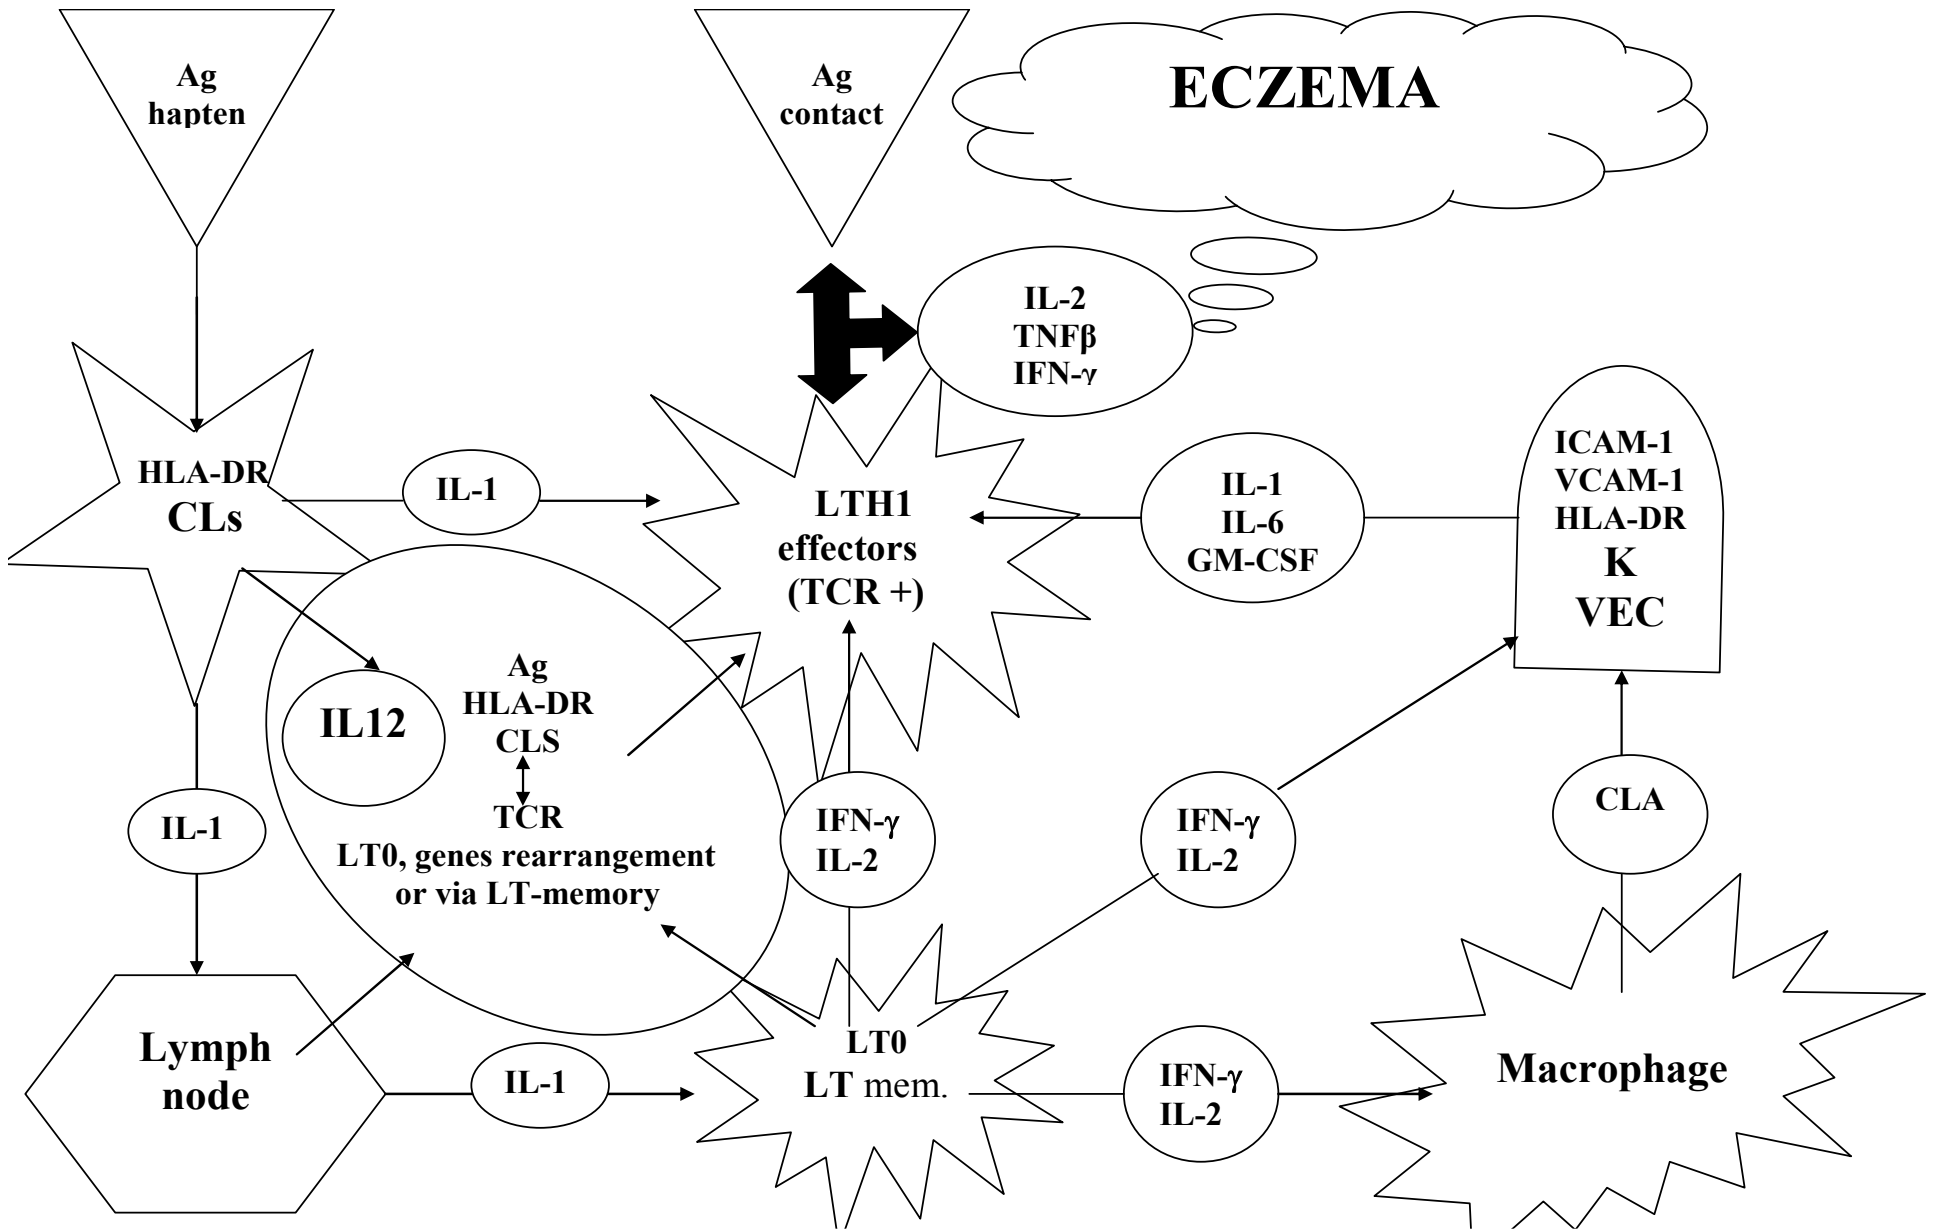 Ag
hapten
Ag
contact
ECZEMA
IL-2
TNFβ
IFN-γ
HLA-DR
CLs
IL-1
LTH1
effectors
(TCR +)
IL-1
IL-6
GM-CSF
ICAM-1
VCAM-1
HLA-DR
K
VEC
IL12
Ag
HLA-DR
CLS
TCR
LT0, genes rearrangement
or via LT-memory
IL-1
IFN-γ
IL-2
IFN-γ
IL-2
CLA
Lymph
node
IL-1
LT0
LT mem.
IFN-γ
IL-2
Macrophage